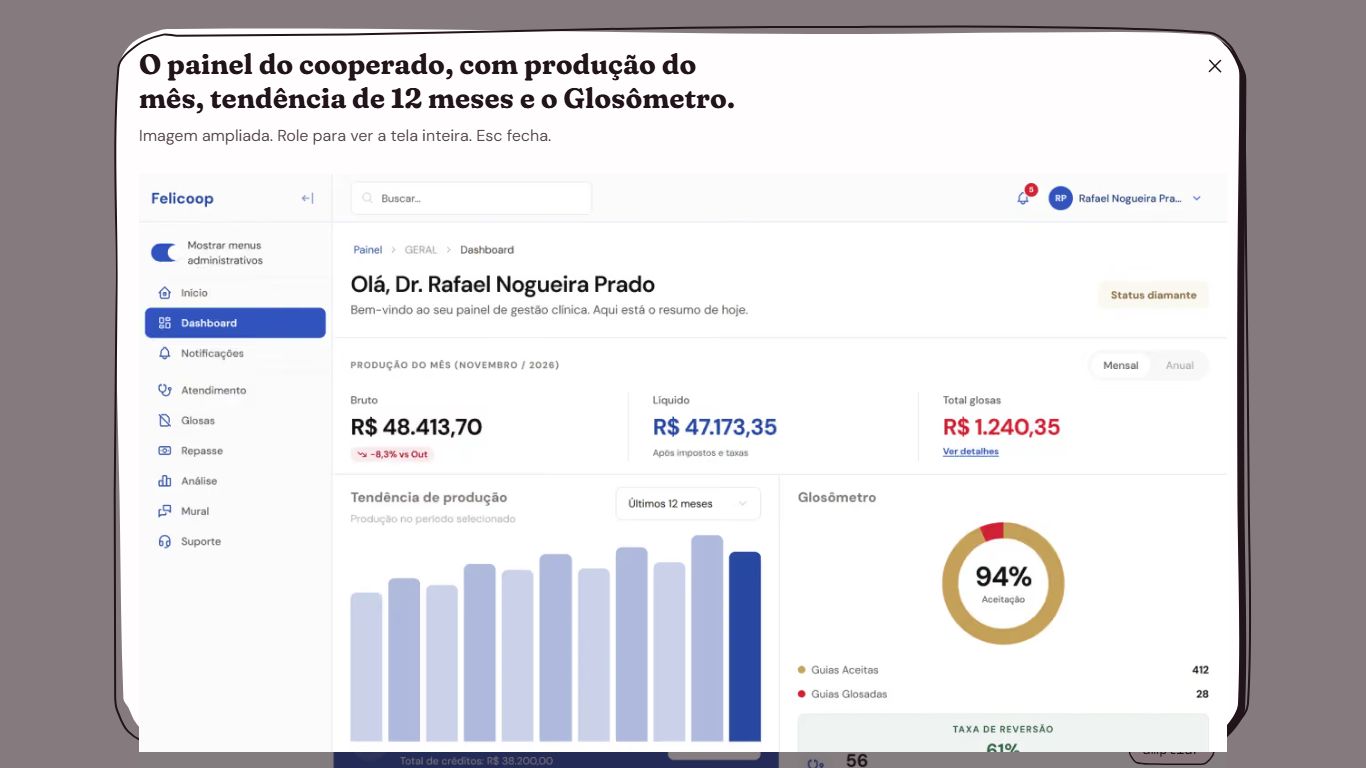 O painel do cooperado, com produção do
mês, tendência de 12 meses e o Glosômetro.
Imagem ampliada. Role para ver a tela inteira. Esc fecha.
Felicoop
Buscar...
5
RP
Rafael Nogueira Pra...
Mostrar menus
administrativos
Início
Dashboard
Notificações
Atendimento
Glosas
Repasse
Análise
Mural
Suporte
Painel > GERAL > Dashboard
Olá, Dr. Rafael Nogueira Prado
Bem-vindo ao seu painel de gestão clínica. Aqui está o resumo de hoje.
Status diamante
PRODUÇÃO DO MÊS (NOVEMBRO / 2026)
Mensal
Anual
Bruto
R$ 48.413,70
-8,3% vs Out
Líquido
R$ 47.173,35
Após impostos e taxas
Total glosas
R$ 1.240,35
Ver detalhes
Tendência de produção
Produção no período selecionado
Últimos 12 meses
Glosômetro
94%
Aceitação
Guias Aceitas 412
Guias Glosadas 28
TAXA DE REVERSÃO
61%
Total de créditos: R$ 38.200,00
56